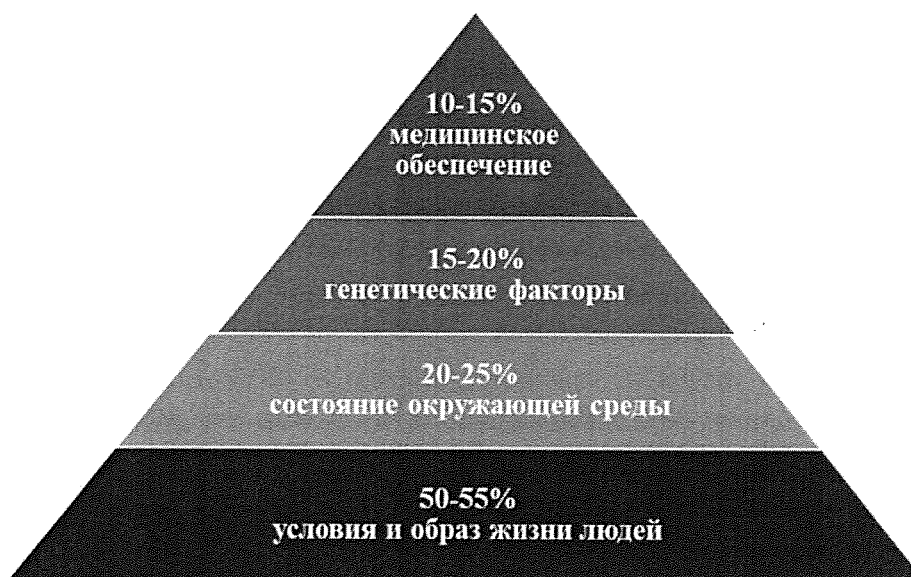 10-15%
медицинское
обеспечение
15-20%
генетические факторы
20-25%
состояние окружающей среды
50-55%
условия и образ жизни людей